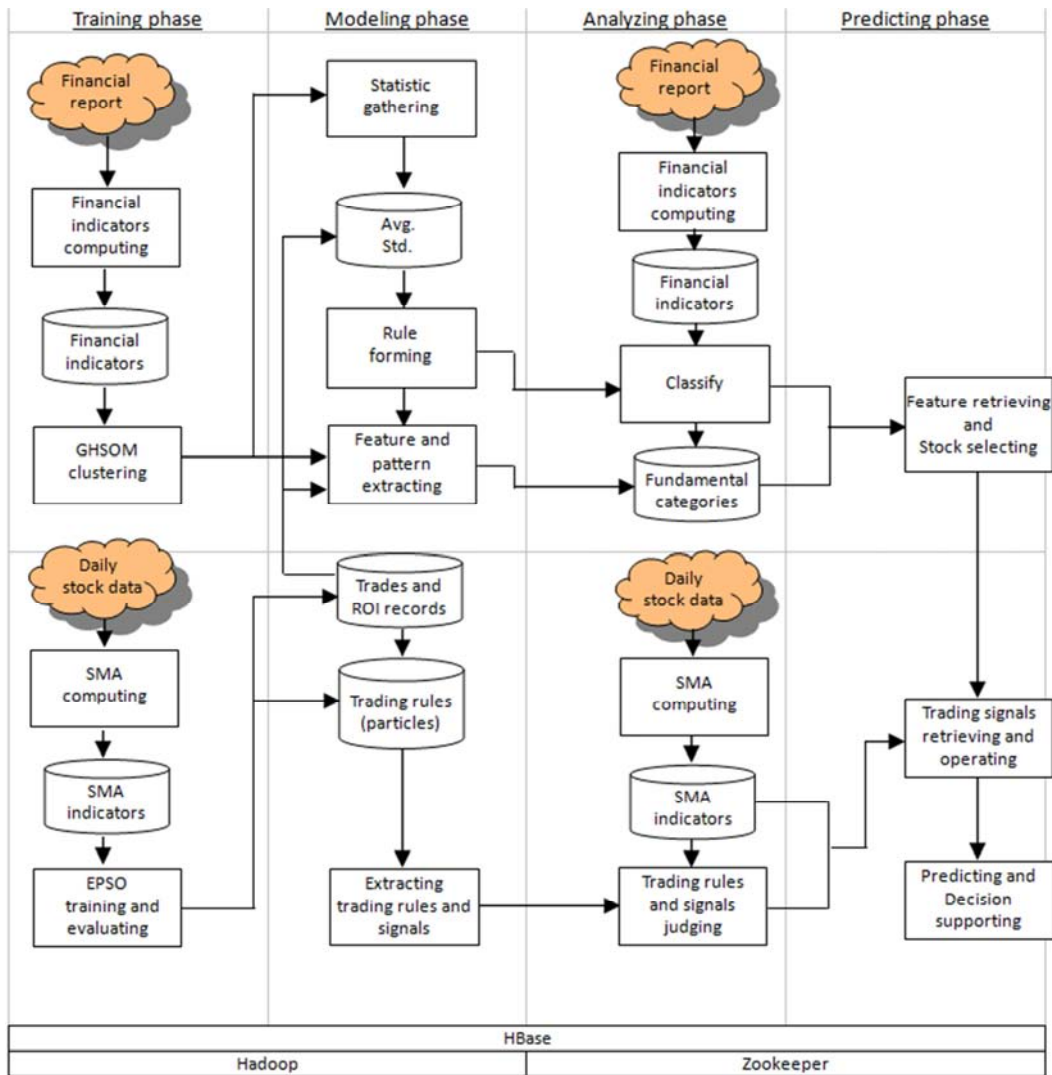 Training phase
Modeling phase
Analyzing phase
Predicting phase
Financial
report
Financial
indicators
computing
Financial
indicators
GHSOM
clustering
Statistic
gathering
Avg.
Std.
Rule
forming
Feature and
pattern
extracting
Financial
report
Financial
indicators
computing
Financial
indicators
Classify
Fundamental
categories
Feature retrieving
and
Stock selecting
Daily
stock data
SMA
computing
SMA
indicators
EPSO
training and
evaluating
Trades and
ROI records
Trading rules
(particles)
Extracting
trading rules and
signals
Daily
stock data
SMA
computing
SMA
indicators
Trading rules
and signals
judging
Trading signals
retrieving and
operating
Predicting and
Decision
supporting
HBase
Hadoop
Zookeeper